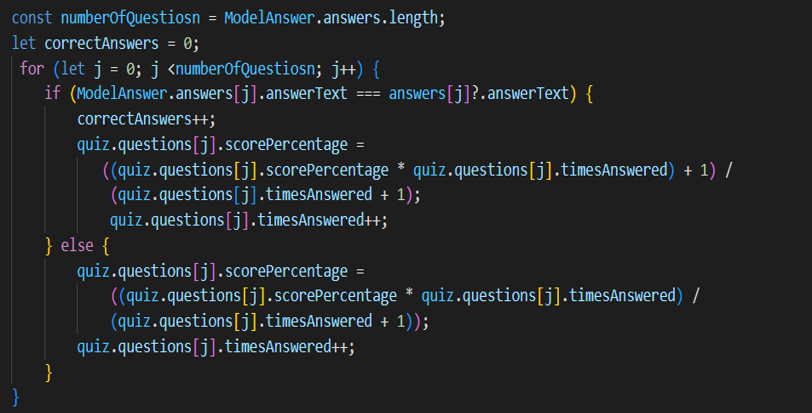 const numberOfQuestiosn = ModelAnswer.answers.length;
let correctAnswers = 0;
for (let j = 0; j <numberOfQuestiosn; j++) {
if (ModelAnswer.answers[j].answerText === answers[j]?.answerText) {
correctAnswers++;
quiz.questions[j].scorePercentage =
((quiz.questions[j].scorePercentage * quiz.questions[j].timesAnswered) + 1) /
(quiz.questions[j].timesAnswered + 1);
quiz.questions[j].timesAnswered++;
} else {
quiz.questions[j].scorePercentage =
((quiz.questions[j].scorePercentage * quiz.questions[j].timesAnswered) /
(quiz.questions[j].timesAnswered + 1));
quiz.questions[j].timesAnswered++;
}
}